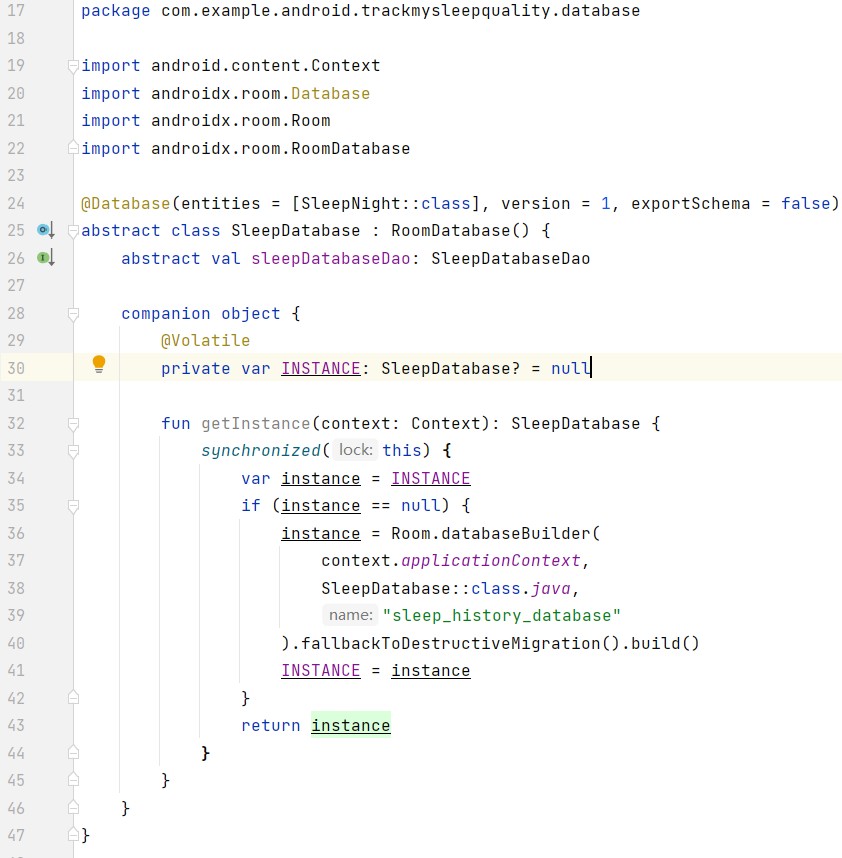 17 package com.example.android.trackmysleepquality.database
18
19 import android.content.Context
20 import androidx.room.Database
21 import androidx.room.Room
22 import androidx.room.RoomDatabase
23
24 @Database(entities = [SleepNight::class], version = 1, exportSchema = false)
25 abstract class SleepDatabase : RoomDatabase() {
26     abstract val sleepDatabaseDao: SleepDatabaseDao
27
28     companion object {
29         @Volatile
30         private var INSTANCE: SleepDatabase? = null
31
32         fun getInstance(context: Context): SleepDatabase {
33             synchronized( lock: this) {
34                 var instance = INSTANCE
35                 if (instance == null) {
36                     instance = Room.databaseBuilder(
37                         context.applicationContext,
38                         SleepDatabase::class.java,
39                         name: "sleep_history_database"
40                     ).fallbackToDestructiveMigration().build()
41                     INSTANCE = instance
42                 }
43                 return instance
44             }
45         }
46     }
47 }